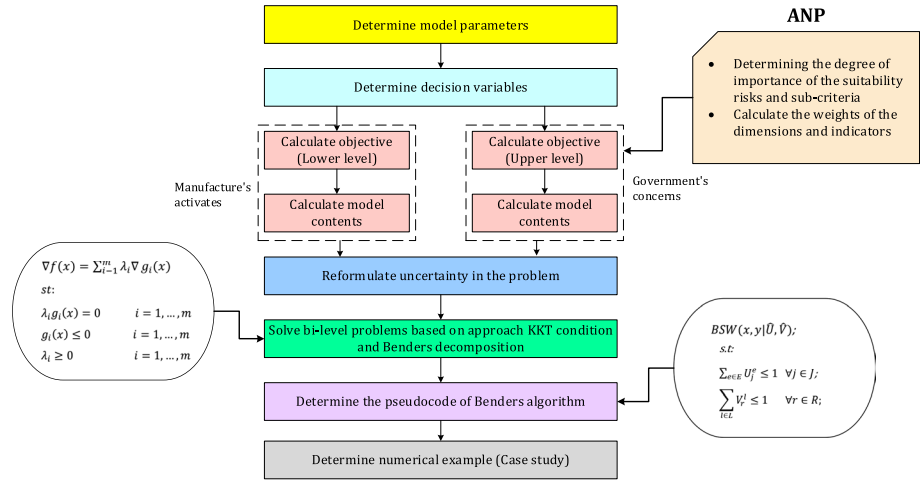 Determine model parameters
ANP
• Determining the degree of
importance of the suitability
risks and sub-criteria
• Calculate the weights of the
dimensions and indicators
Determine decision variables
Calculate objective
(Lower level)
Calculate objective
(Upper level)
Manufacture's
activates
Government's
concerns
Calculate model
contents
Calculate model
contents
Reformulate uncertainty in the problem
∇f(x) = ∑_{i-1}^{m} λ_i∇ g_i(x)
st:
λ_i g_i(x) = 0 i = 1, ..., m
g_i(x) ≤ 0 i = 1, ..., m
λ_i ≥ 0 i = 1, ..., m
Solve bi-level problems based on approach KKT condition
and Benders decomposition
BSW(x, y|Û, V̂);
s.t:
∑_{e∈E} U_j^e ≤ 1 ∀j ∈ J;
∑_{l∈L} V_r^l ≤ 1 ∀r ∈ R;
Determine the pseudocode of Benders algorithm
Determine numerical example (Case study)